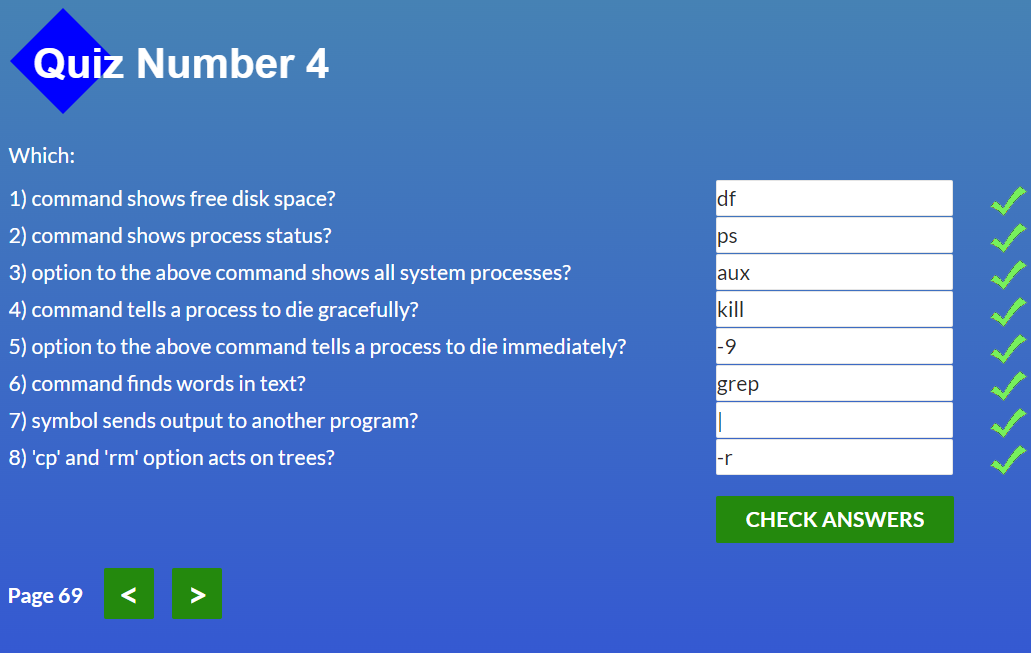 Quiz Number 4
Which:
1) command shows free disk space? df
2) command shows process status? ps
3) option to the above command shows all system processes? aux
4) command tells a process to die gracefully? kill
5) option to the above command tells a process to die immediately? -9
6) command finds words in text? grep
7) symbol sends output to another program? |
8) 'cp' and 'rm' option acts on trees? -r
CHECK ANSWERS
Page 69 < >